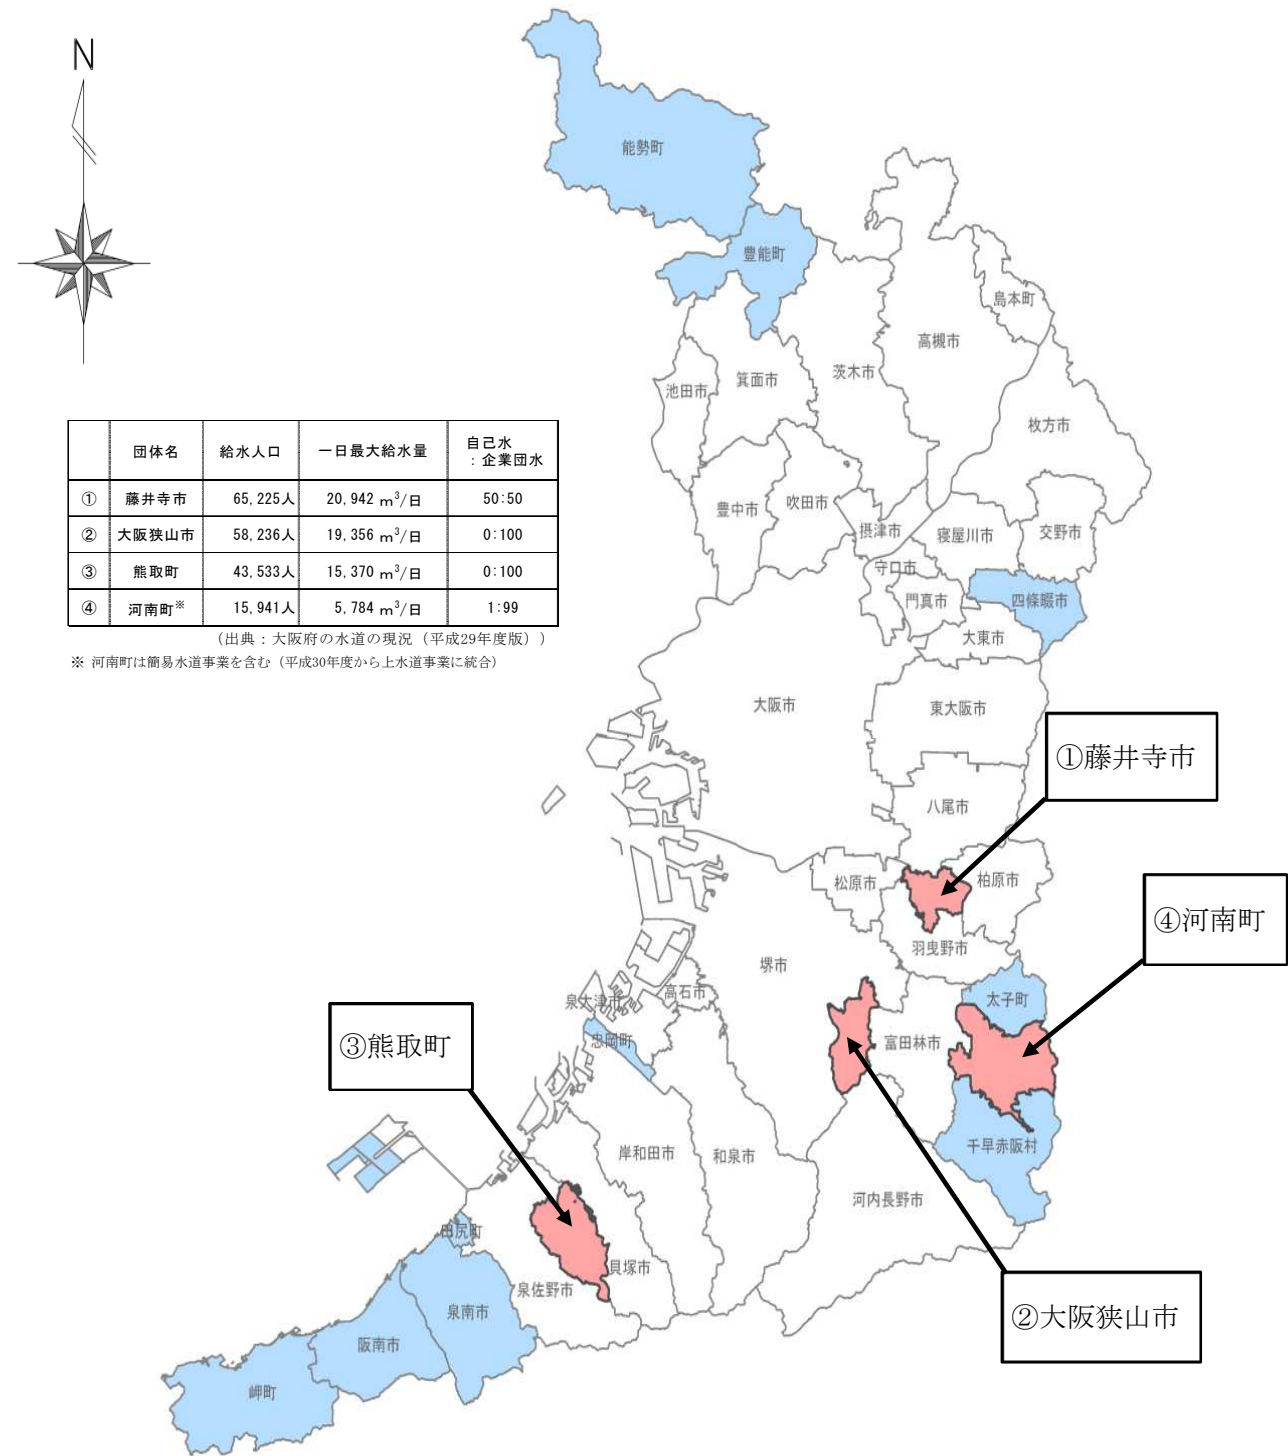 N
能勢町
豊能町
島本町
高槻市
茨木市
箕面市
池田市
枚方市
団体名 給水人口 一日最大給水量 自己水
：企業団水
① 藤井寺市 65,225人 20,942 m³/日 50:50
② 大阪狭山市 58,236人 19,356 m³/日 0:100
③ 熊取町 43,533人 15,370 m³/日 0:100
④ 河南町※ 15,941人 5,784 m³/日 1:99
（出典：大阪府の水道の現況（平成29年度版））
※ 河南町は簡易水道事業を含む（平成30年度から上水道事業に統合）
豊中市
吹田市
摂津市
寝屋川市
交野市
守口市
門真市
四條畷市
大東市
大阪市
東大阪市
①藤井寺市
八尾市
松原市
柏原市
④河南町
羽曳野市
堺市
高石市
泉大津市
太子町
③熊取町
忠岡町
富田林市
岸和田市
和泉市
千早赤阪村
河内長野市
田尻町
貝塚市
泉佐野市
泉南市
②大阪狭山市
阪南市
岬町